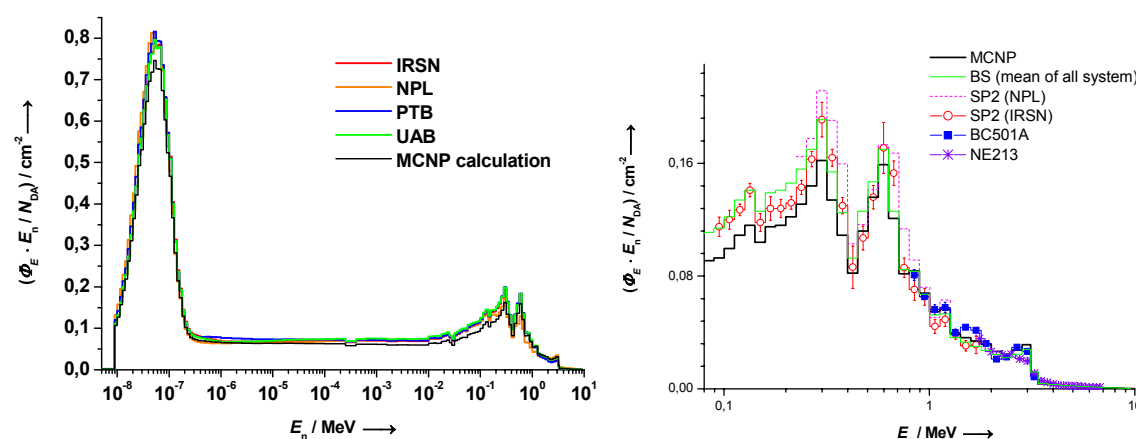 (Φ_E · E_n / N_DA) / cm⁻²
0,8
0,7
0,6
0,5
0,4
0,3
0,2
0,1
0,0
IRSN
NPL
PTB
UAB
MCNP calculation
10⁻⁸ 10⁻⁷ 10⁻⁶ 10⁻⁵ 10⁻⁴ 10⁻³ 10⁻² 10⁻¹ 10⁰ 10¹
E_n / MeV
(Φ_E · E_n / N_DA) / cm⁻²
0,16
0,08
0,00
MCNP
BS (mean of all system)
SP2 (NPL)
SP2 (IRSN)
BC501A
NE213
0,1 1 10
E / MeV